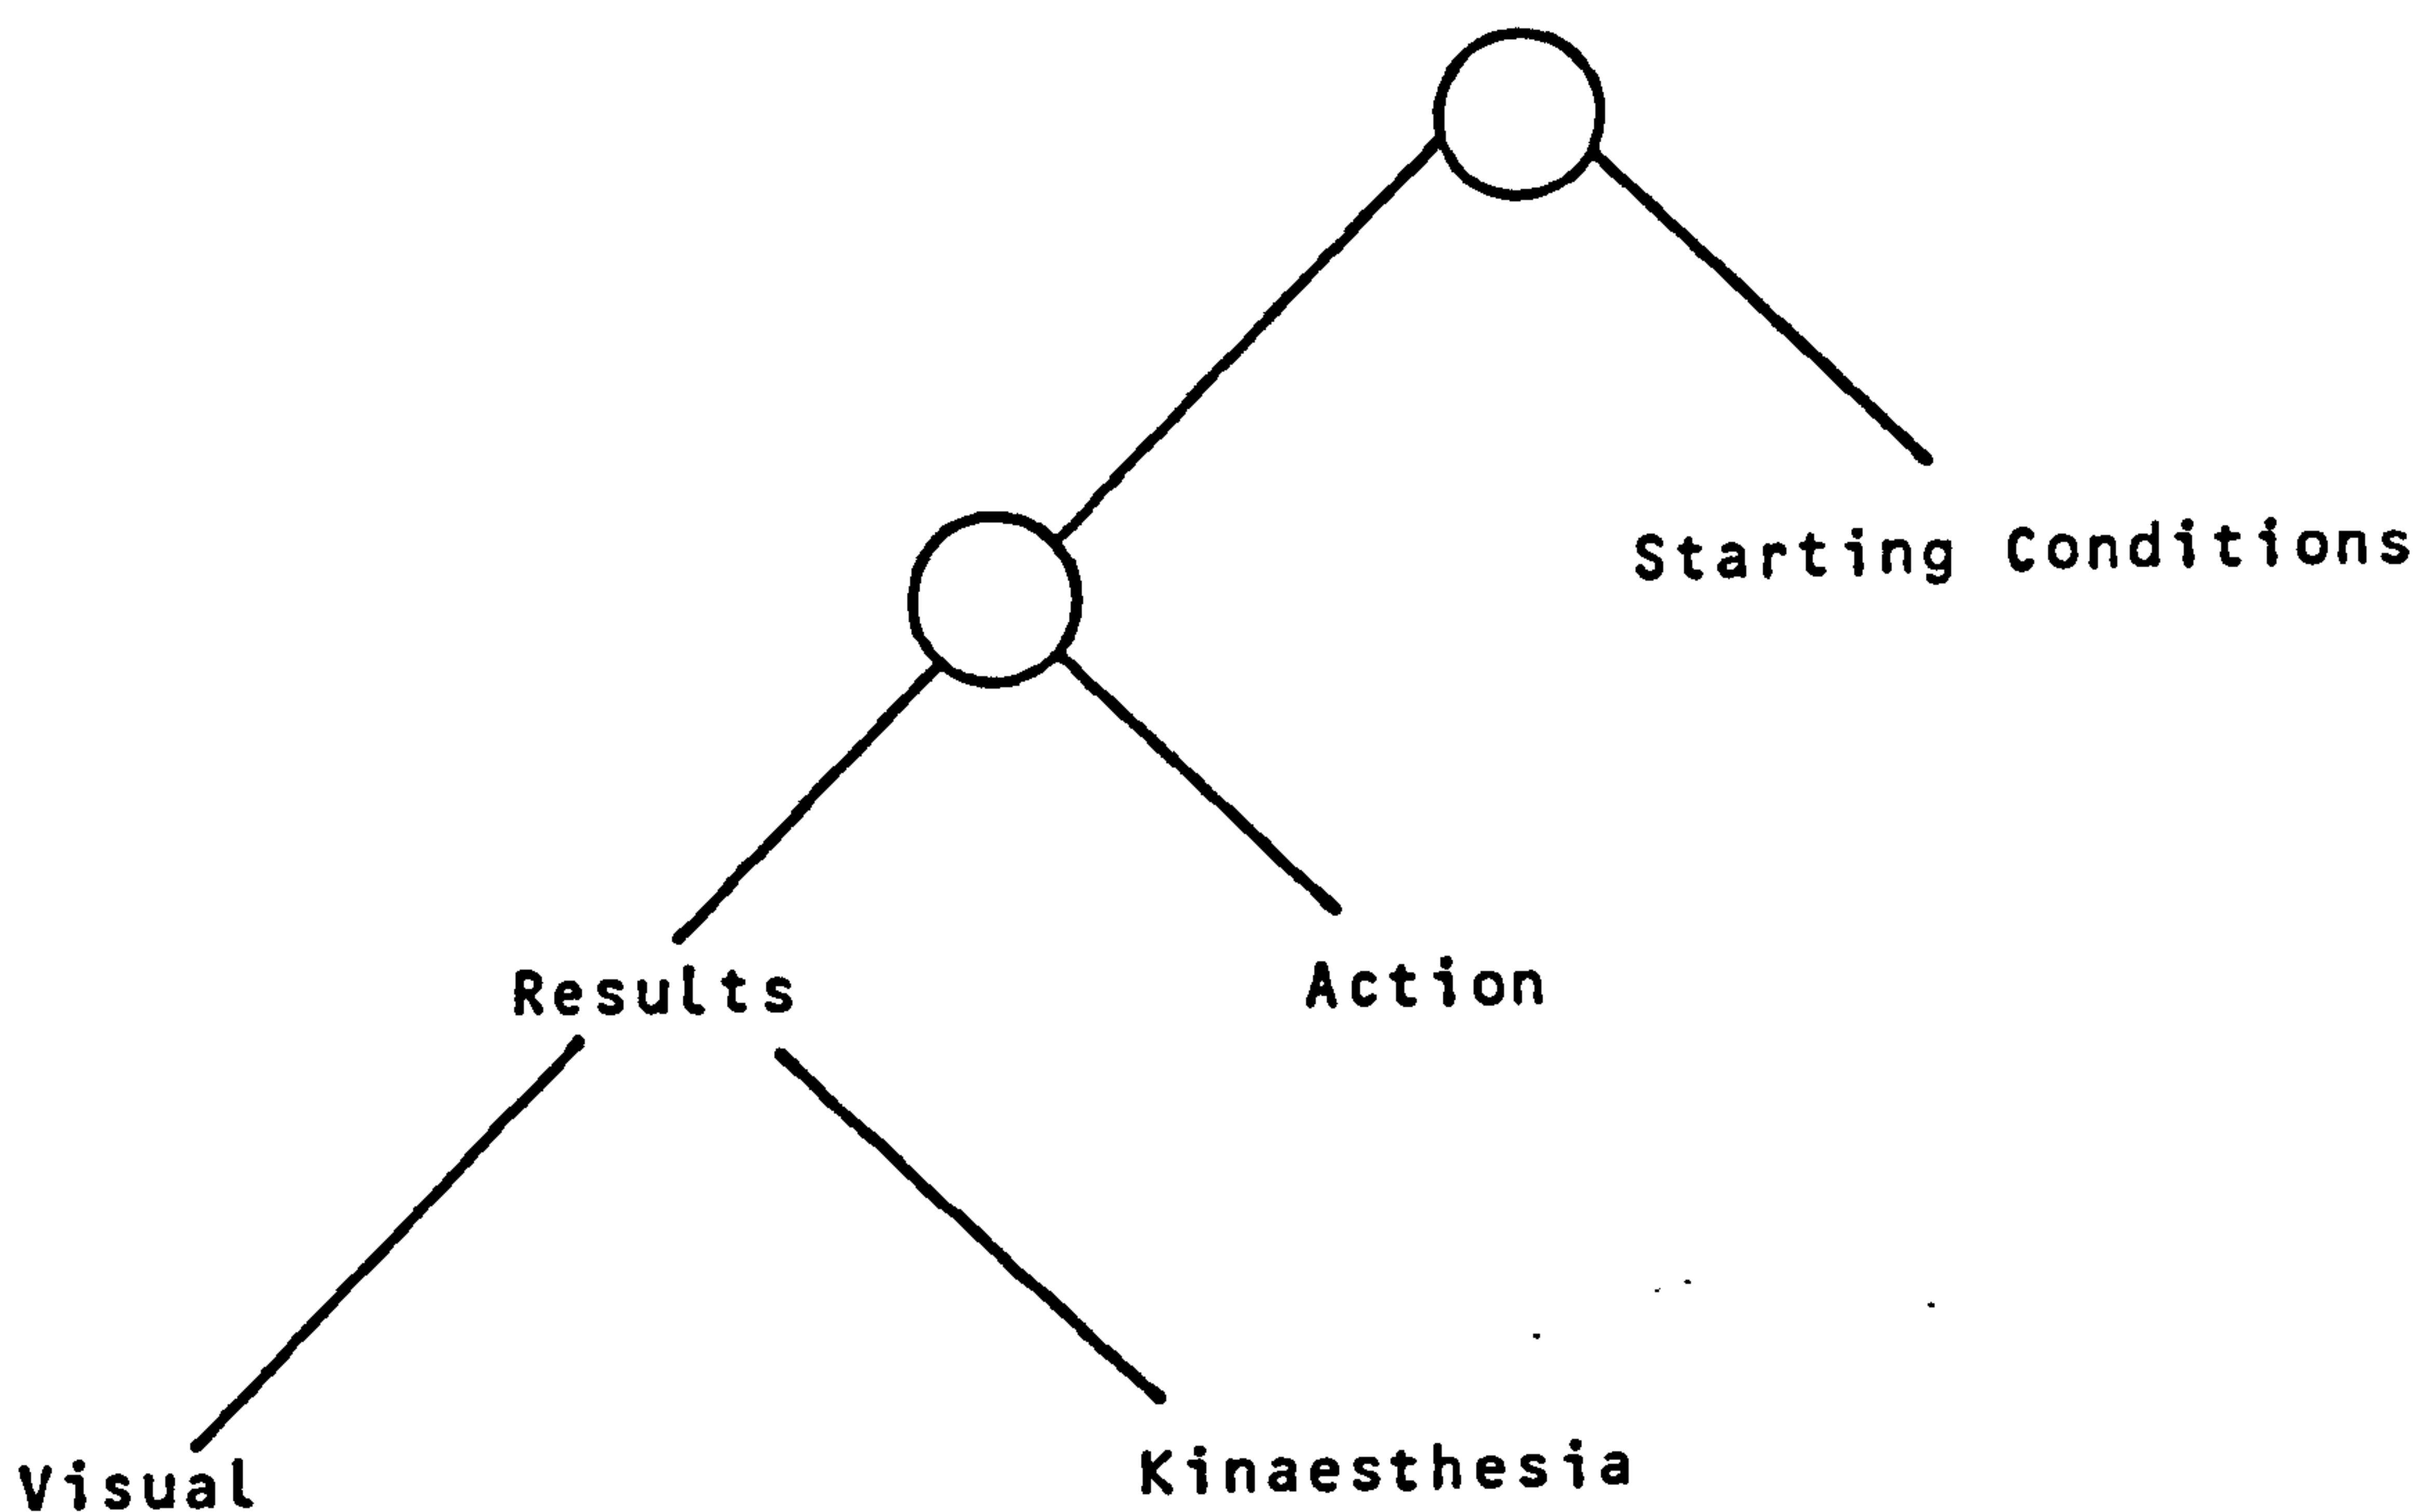 Starting Conditions
Results
Action
Visual
Kinaesthesia